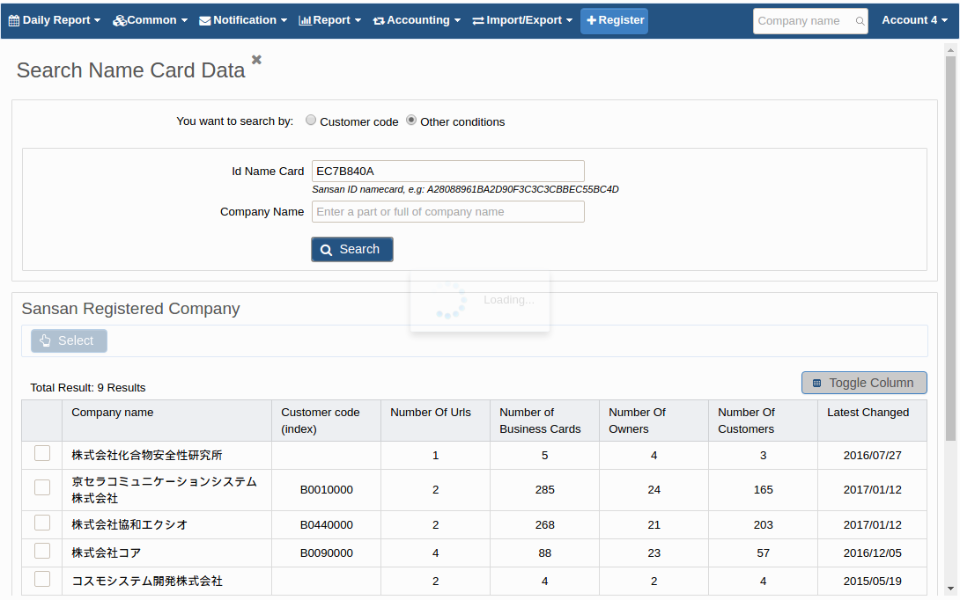 Daily Report Common Notification Report Accounting Import/Export Register Company name Account 4
Search Name Card Data
You want to search by: Customer code Other conditions
Id Name Card EC7B840A
Sansan ID namecard, e.g: A28088961BA2D90F3C3C3CBBEC55BC4D
Company Name Enter a part or full of company name
Search
Loading...
Sansan Registered Company
Select
Total Result: 9 Results Toggle Column
Company name Customer code (index) Number Of Urls Number of Business Cards Number Of Owners Number Of Customers Latest Changed
株式会社化合物安全性研究所 1 5 4 3 2016/07/27
京セラコミュニケーションシステム株式会社 B0010000 2 285 24 165 2017/01/12
株式会社協和エクシオ B0440000 2 268 21 203 2017/01/12
株式会社コア B0090000 4 88 23 57 2016/12/05
コスモシステム開発株式会社 2 4 2 4 2015/05/19